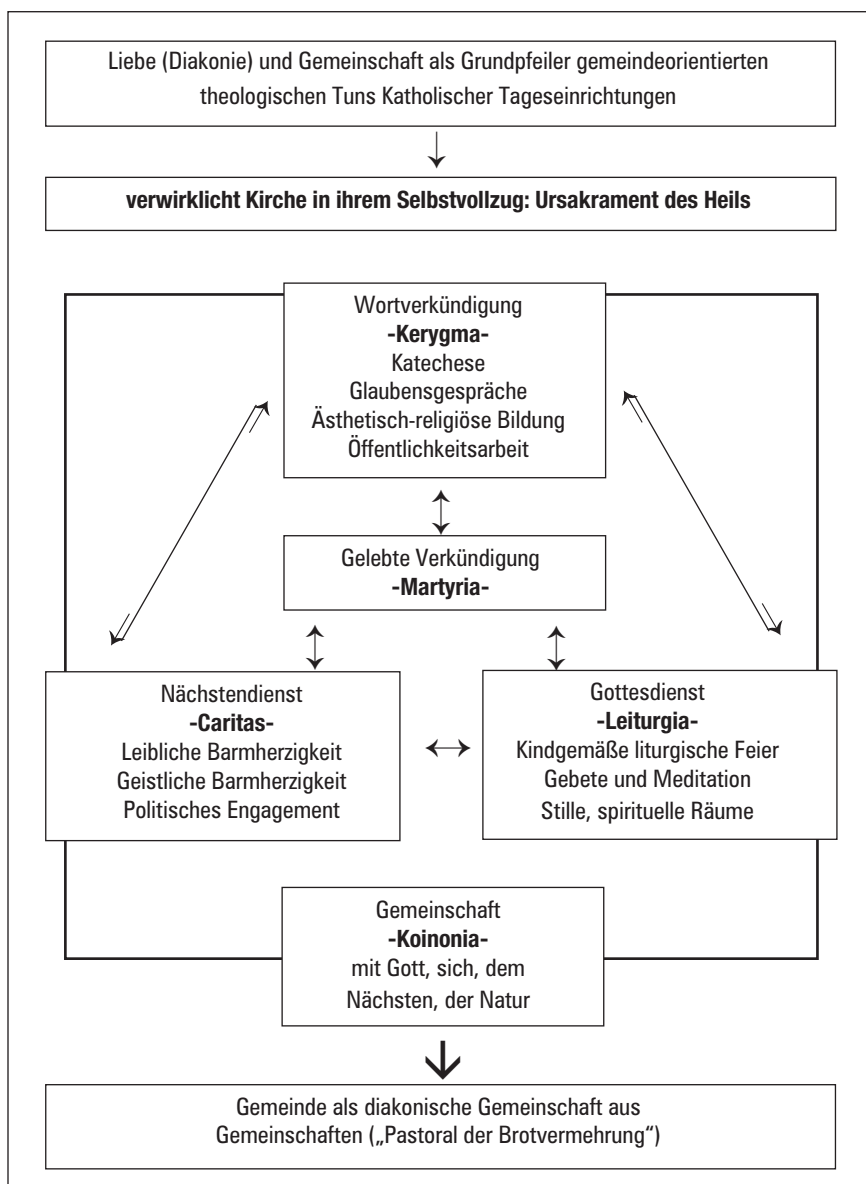 Liebe (Diakonie) und Gemeinschaft als Grundpfeiler gemeindeorientierten
theologischen Tuns Katholischer Tageseinrichtungen
verwirklicht Kirche in ihrem Selbstvollzug: Ursakrament des Heils
Wortverkündigung
-Kerygma-
Katechese
Glaubensgespräche
Ästhetisch-religiöse Bildung
Öffentlichkeitsarbeit
Gelebte Verkündigung
-Martyria-
Nächstendienst
-Caritas-
Leibliche Barmherzigkeit
Geistliche Barmherzigkeit
Politisches Engagement
Gottesdienst
-Leiturgia-
Kindgemäße liturgische Feier
Gebete und Meditation
Stille, spirituelle Räume
Gemeinschaft
-Koinonia-
mit Gott, sich, dem
Nächsten, der Natur
Gemeinde als diakonische Gemeinschaft aus
Gemeinschaften („Pastoral der Brotvermehrung“)